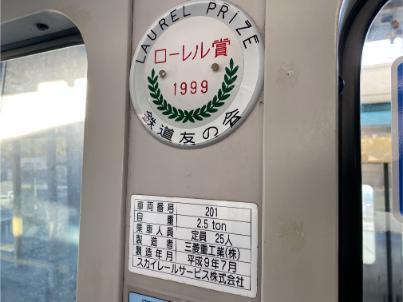 LAUREL PRIZE
ローレル賞
1999
鉄道友の会
車両番号 201
自重 2.5 ton
乗車人員 定員 25人
製造者 三菱重工業(株)
製造年月 平成9年7月
スカイレールサービス株式会社